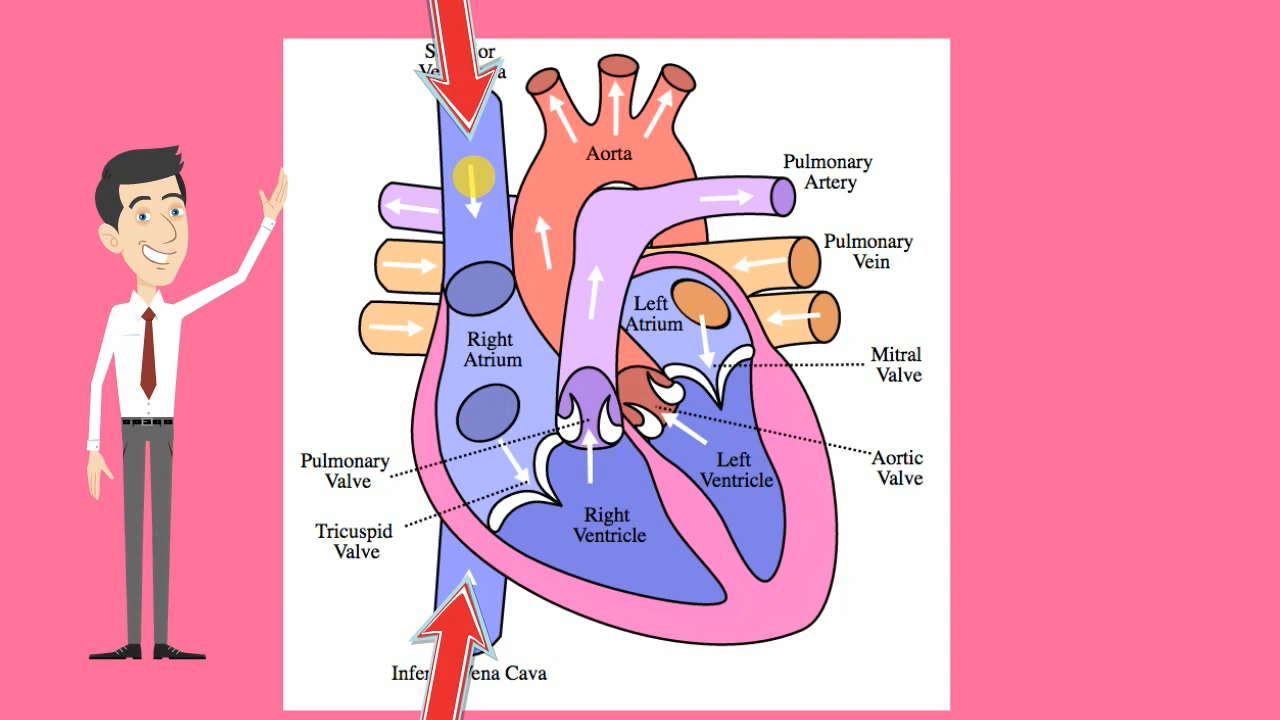 Aorta
Pulmonary
Artery
Pulmonary
Vein
Left
Atrium
Right
Atrium
Mitral
Valve
Pulmonary
Valve
Left
Ventricle
Aortic
Valve
Right
Ventricle
Tricuspid
Valve
Cava